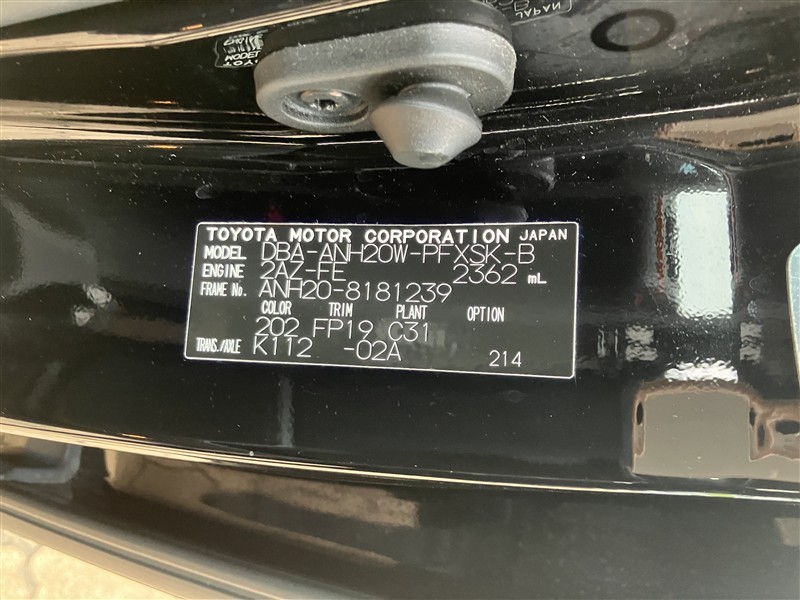 TOYOTA MOTOR CORPORATION JAPAN
MODEL DBA-ANH20W-PFXSK-B
ENGINE 2AZ-FE 2362 mL
FRAME No. ANH20-8181239
COLOR TRIM PLANT OPTION
202 FP19 C31
TRANS./AXLE K112 -02A 214